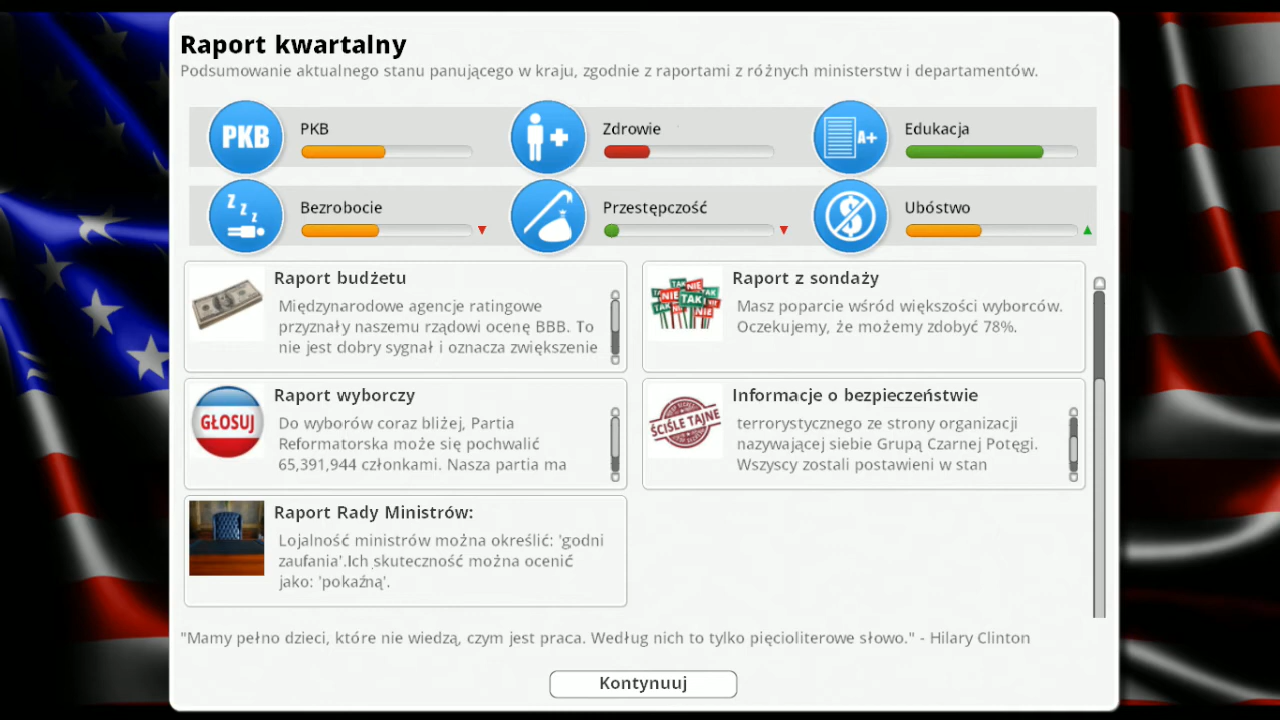 Raport kwartalny
Podsumowanie aktualnego stanu panującego w kraju, zgodnie z raportami z różnych ministerstw i departamentów.
PKB
PKB
Zdrowie
A+
Edukacja
Z Z Z
Bezrobocie
Przestępczość
$
Ubóstwo
Raport budżetu
Międzynarodowe agencje ratingowe
przyznały naszemu rządowi ocenę BBB. To
nie jest dobry sygnał i oznacza zwiększenie
TAK NIE TAK NIE
Raport z sondaży
Masz poparcie wśród większości wyborców.
Oczekujemy, że możemy zdobyć 78%.
GŁOSUJ
Raport wyborczy
Do wyborów coraz bliżej, Partia
Reformatorska może się pochwalić
65,391,944 członkami. Nasza partia ma
ŚCIŚLE TAJNE
Informacje o bezpieczeństwie
terrorystycznego ze strony organizacji
nazywającej siebie Grupą Czarnej Potęgi.
Wszyscy zostali postawieni w stan
Raport Rady Ministrów:
Lojalność ministrów można określić: 'godni
zaufania'.Ich skuteczność można ocenić
jako: 'pokaźną'.
"Mamy pełno dzieci, które nie wiedzą, czym jest praca. Według nich to tylko pięcioliterowe słowo." - Hilary Clinton
Kontynuuj